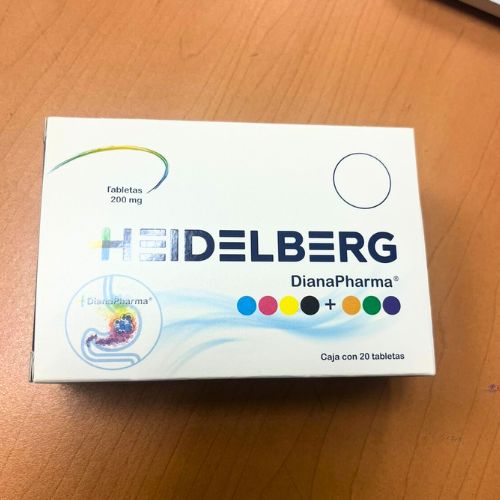 Tabletas
200 mg
HEIDELBERG
DianaPharma®
DianaPharma®
+
Caja con 20 tabletas